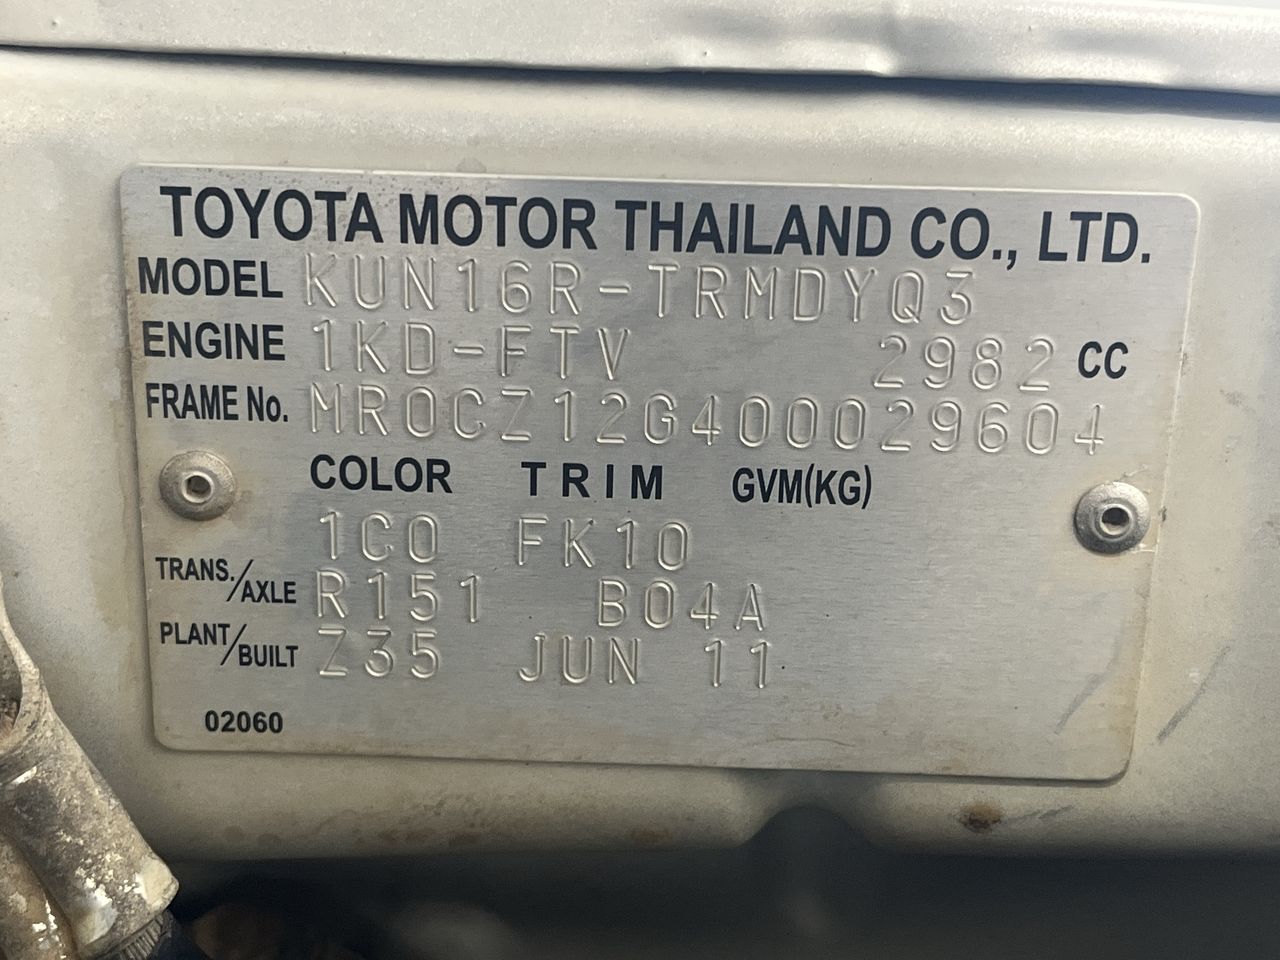 TOYOTA MOTOR THAILAND CO., LTD.
MODEL KUN16R-TRMDYQ3
ENGINE 1KD-FTV 2982 CC
FRAME No. MR0CZ12G400029604
COLOR TRIM GVM(KG)
1C0 FK10
TRANS./AXLE R151 B04A
PLANT/BUILT Z35 JUN 11
02060